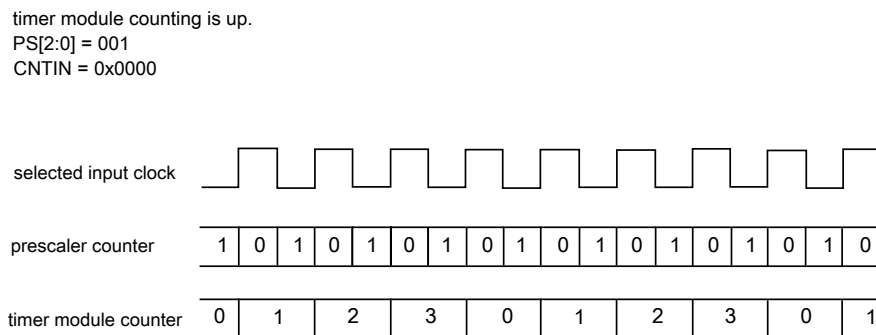 timer module counting is up.
PS[2:0] = 001
CNTIN = 0x0000
selected input clock
prescaler counter 1 0 1 0 1 0 1 0 1 0 1 0 1 0 1 0 1 0
timer module counter 0 1 2 3 0 1 2 3 0 1